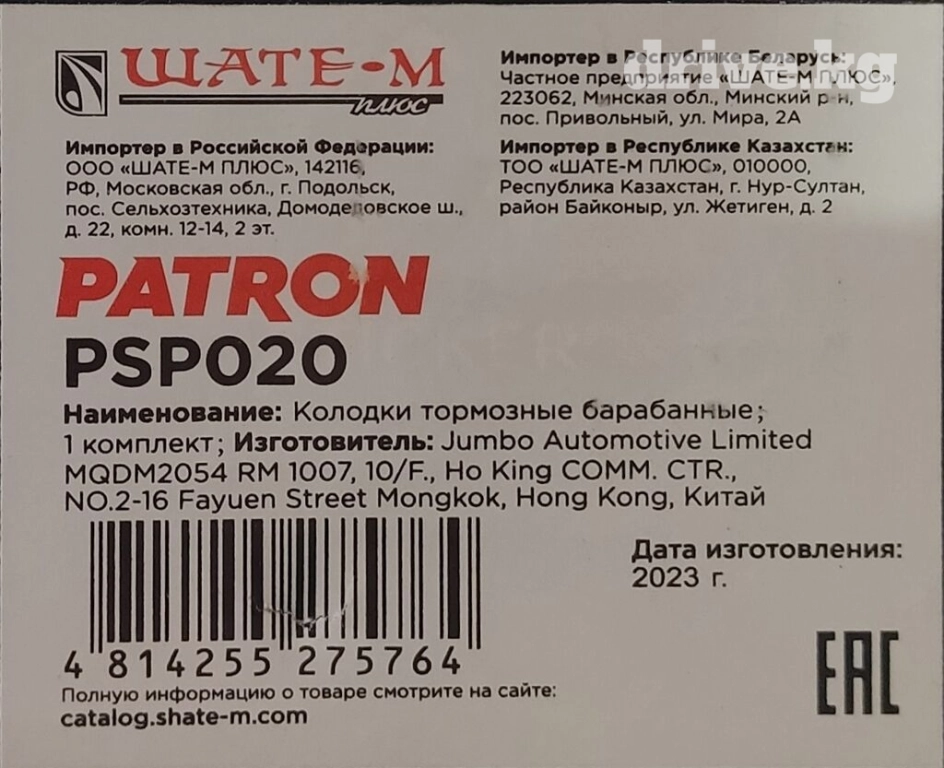 ШАТЕ-М
ПЛЮС
Импортер в Российской Федерации:
ООО «ШАТЕ-М ПЛЮС», 142116,
РФ, Московская обл., г. Подольск,
пос. Сельхозтехника, Домодедовское ш.,
д. 22, комн. 12-14, 2 эт.
Импортер в Республике Беларусь:
Частное предприятие «ШАТЕ-М ПЛЮС»,
223062, Минская обл., Минский р-н,
пос. Привольный, ул. Мира, 2А
Импортер в Республике Казахстан:
ТОО «ШАТЕ-М ПЛЮС», 010000,
Республика Казахстан, г. Нур-Султан,
район Байконыр, ул. Жетиген, д. 2
drive.kg
PATRON
PSP020
Наименование: Колодки тормозные барабанные;
1 комплект; Изготовитель: Jumbo Automotive Limited
MQDM2054 RM 1007, 10/F., Ho King COMM. CTR.,
NO.2-16 Fayuen Street Mongkok, Hong Kong, Китай
Дата изготовления:
2023 г.
4 814255 275764
Полную информацию о товаре смотрите на сайте:
catalog.shate-m.com
EAC